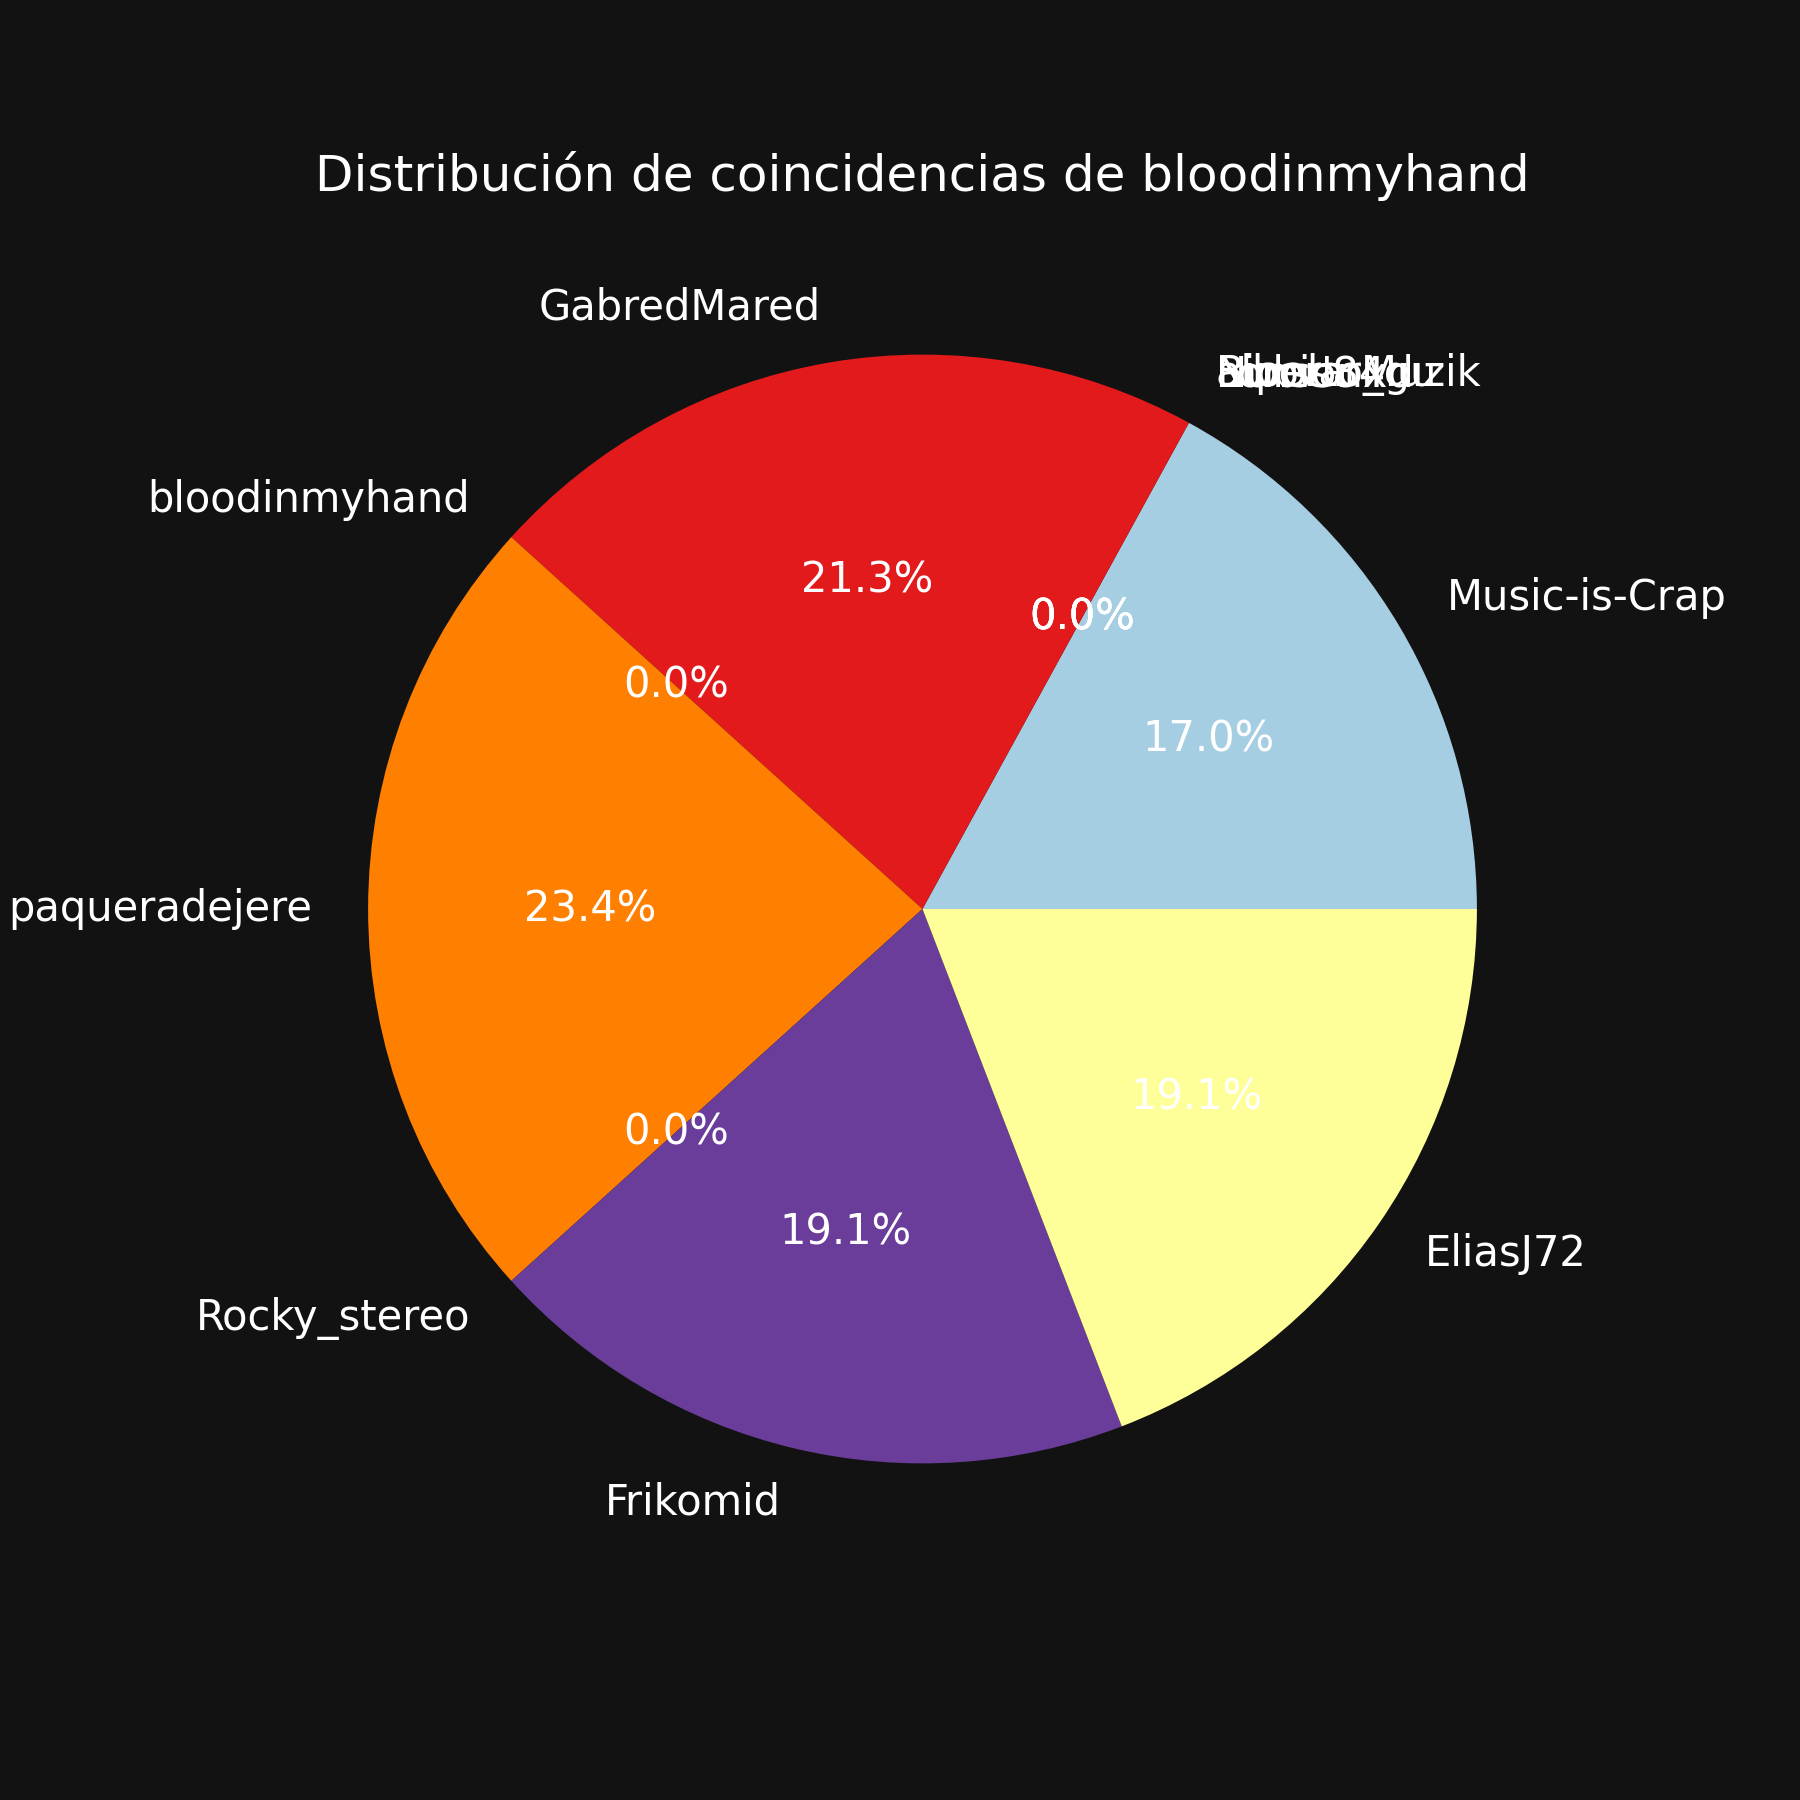 Distribución de coincidencias de bloodinmyhand
GabredMared
bloodinmyhand
Music-is-Crap
21.3%
0.0%
0.0%
17.0%
paqueradejere
23.4%
19.1%
0.0%
19.1%
EliasJ72
Rocky_stereo
Frikomid